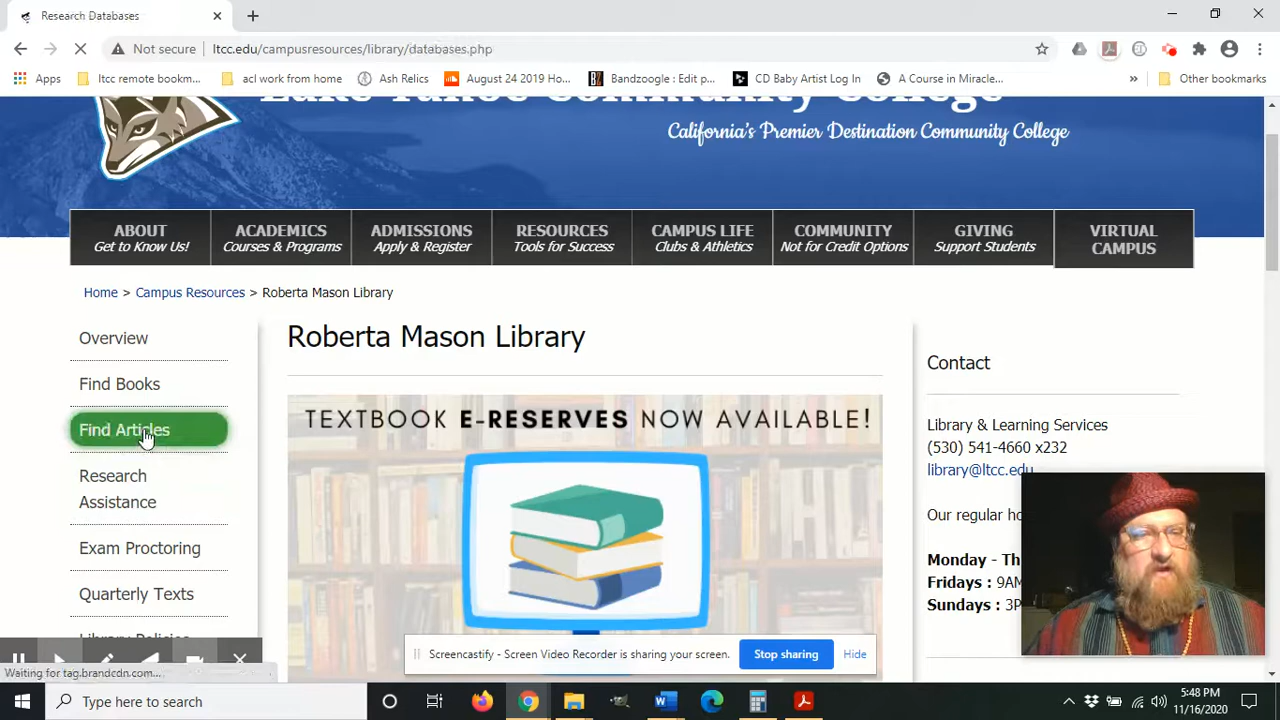 Research Databases
Not secure ltcc.edu/campusresources/library/databases.php
Apps ltcc remote bookm... acl work from home Ash Relics August 24 2019 Ho... Bandzoogle : Edit p... CD Baby Artist Log In A Course in Miracle... » Other bookmarks
Lake Tahoe Community College
California's Premier Destination Community College
ABOUT ACADEMICS ADMISSIONS RESOURCES CAMPUS LIFE COMMUNITY GIVING VIRTUAL
Get to Know Us! Courses & Programs Apply & Register Tools for Success Clubs & Athletics Not for Credit Options Support Students CAMPUS
Home > Campus Resources > Roberta Mason Library
Overview
Find Books
Find Articles
Research
Assistance
Exam Proctoring
Quarterly Texts
Library Policies
Roberta Mason Library
TEXTBOOK E-RESERVES NOW AVAILABLE!
Contact
Library & Learning Services
(530) 541-4660 x232
library@ltcc.edu
Our regular ho
Monday - Th
Fridays : 9AM
Sundays : 3P
Screencastify - Screen Video Recorder is sharing your screen. Stop sharing Hide
Waiting for tag.brandcdn.com...
Type here to search
5:48 PM
11/16/2020